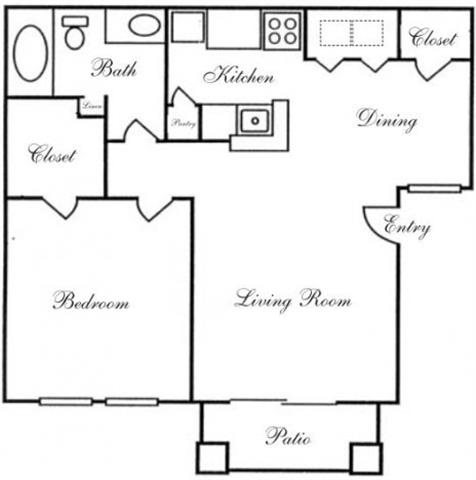 Closet
Bath
Kitchen
Linen
Pantry
Dining
Closet
Entry
Bedroom
Living Room
Patio